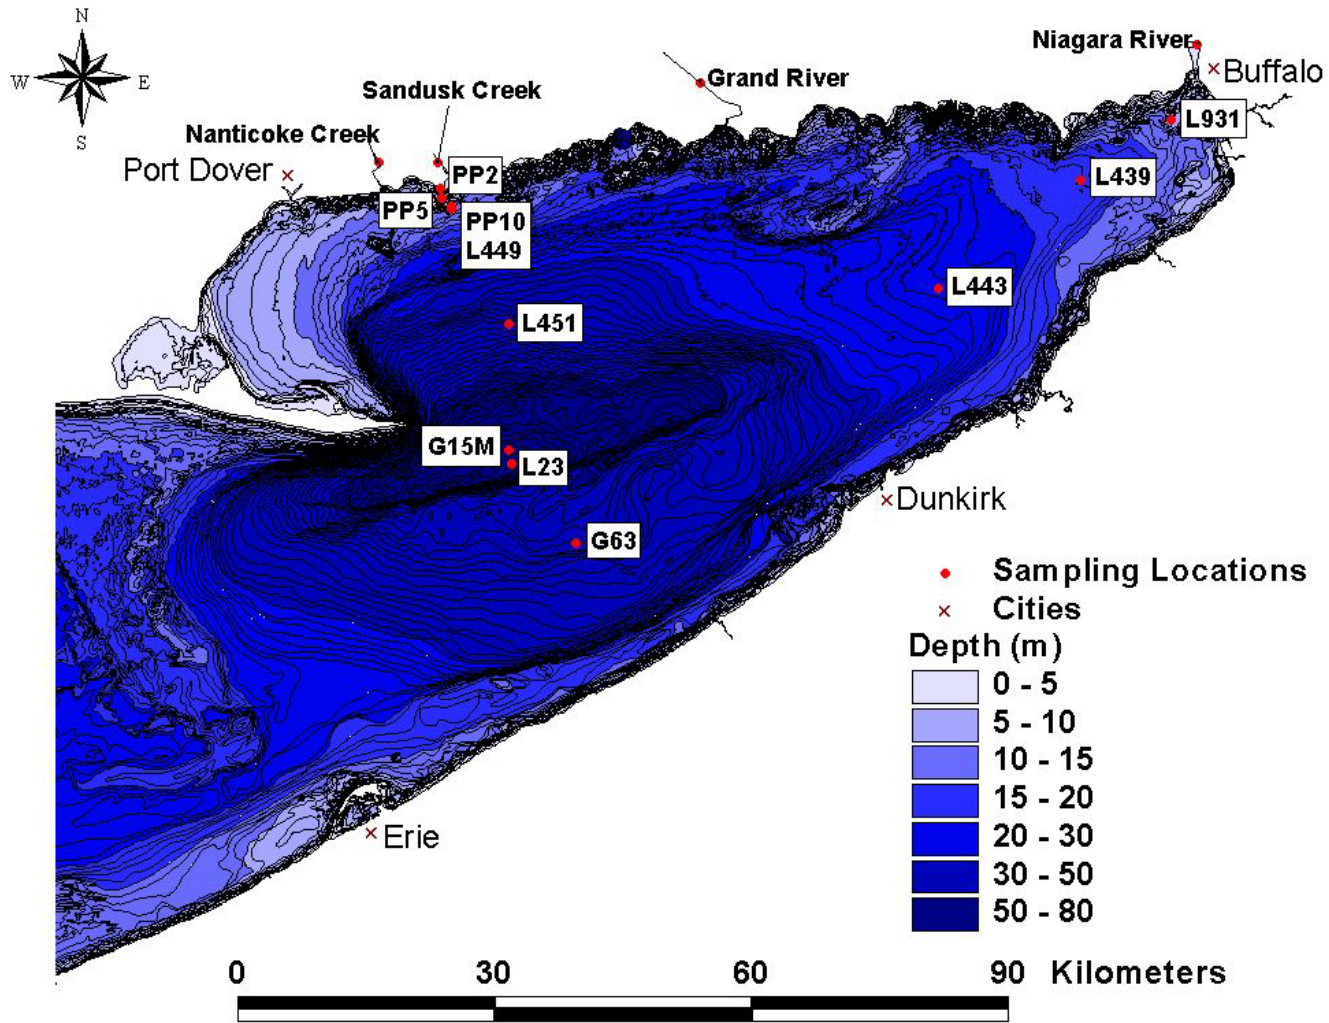 N
Niagara River
W
E
Grand River
Buffalo
Sandusk Creek
S
L931
Nanticoke Creek
Port Dover
PP2
L439
PP5
PP10
L449
L443
L451
G15M
L23
Dunkirk
G63
Sampling Locations
Cities
Depth (m)
0 - 5
5 - 10
10 - 15
15 - 20
20 - 30
30 - 50
50 - 80
Erie
0 30 60 90 Kilometers